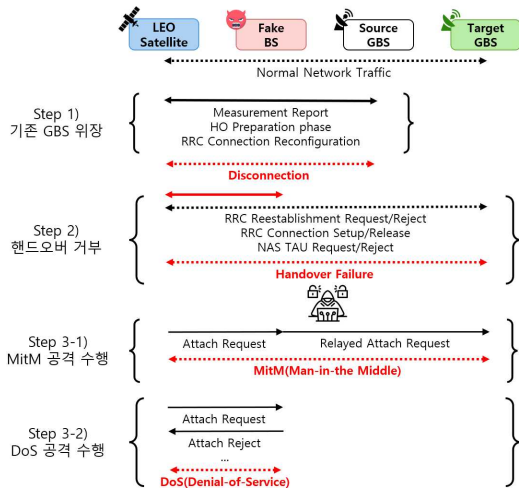 LEO
Satellite
Fake
BS
Source
GBS
Target
GBS
Normal Network Traffic
Step 1)
기존 GBS 위장
Measurement Report
HO Preparation phase
RRC Connection Reconfiguration
Disconnection
Step 2)
핸드오버 거부
RRC Reestablishment Request/Reject
RRC Connection Setup/Release
NAS TAU Request/Reject
Handover Failure
Step 3-1)
MitM 공격 수행
Attach Request
Relayed Attach Request
MitM(Man-in-the Middle)
Step 3-2)
DoS 공격 수행
Attach Request
Attach Reject
...
DoS(Denial-of-Service)